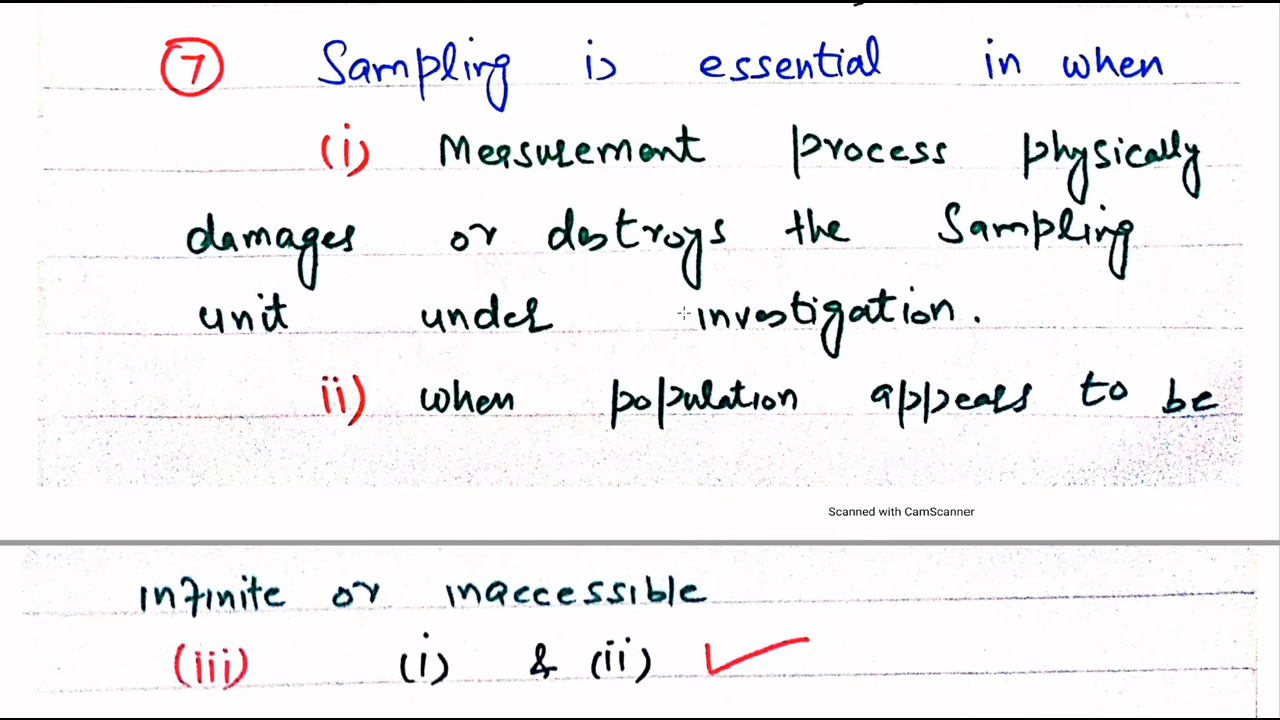 7 Sampling is essential in when
(i) Measurement process physically
damages or destroys the Sampling
unit under investigation.
ii) when population appears to be
Scanned with CamScanner
infinite or inaccessible
(iii) (i) & (ii) ✓